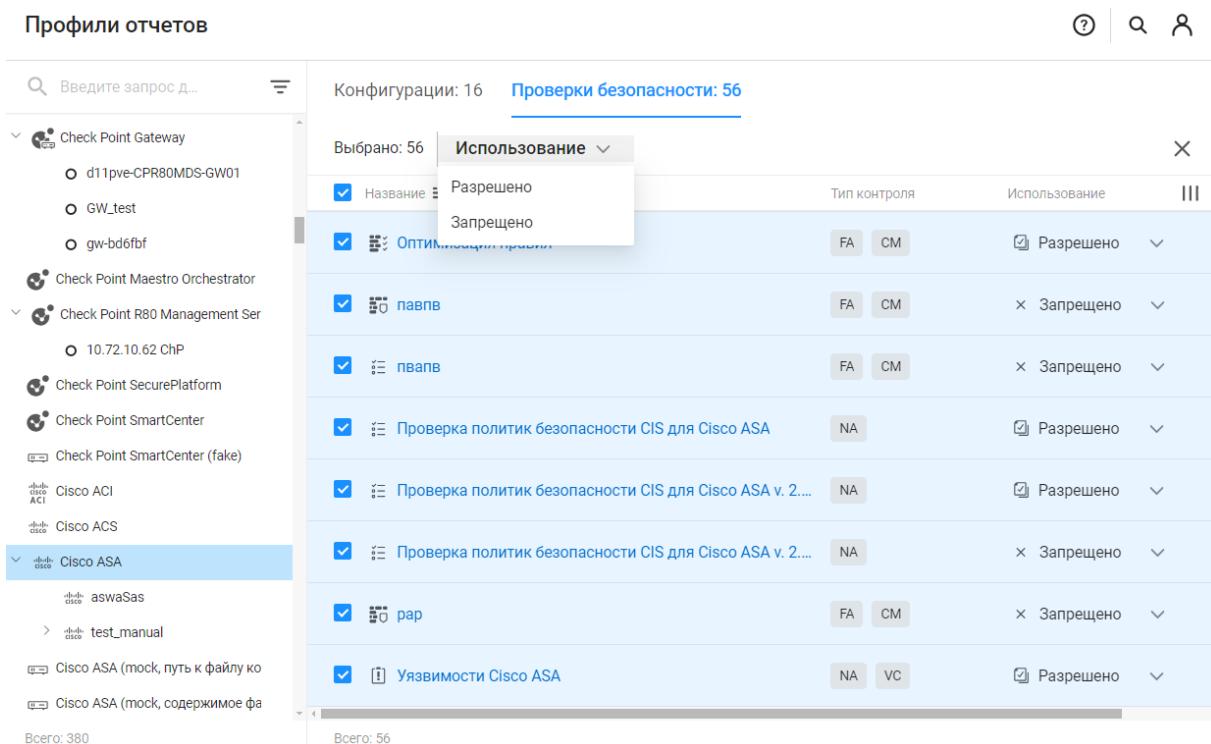 Профили отчетов
Введите запрос д...
Check Point Gateway
d11pve-CPR80MDS-GW01
GW_test
gw-bd6fbf
Check Point Maestro Orchestrator
Check Point R80 Management Ser
10.72.10.62 ChP
Check Point SecurePlatform
Check Point SmartCenter
Check Point SmartCenter (fake)
Cisco ACI
Cisco ACS
Cisco ASA
aswaSas
test_manual
Cisco ASA (mock, путь к файлу ко
Cisco ASA (mock, содержимое фа
Всего: 380
Конфигурации: 16 Проверки безопасности: 56
Выбрано: 56 Использование
Разрешено
Запрещено
Название Тип контроля Использование
Оптимизация правил FA CM Разрешено
павпв FA CM Запрещено
пвапв FA CM Запрещено
Проверка политик безопасности CIS для Cisco ASA NA Разрешено
Проверка политик безопасности CIS для Cisco ASA v. 2.... NA Разрешено
Проверка политик безопасности CIS для Cisco ASA v. 2.... NA Запрещено
рар FA CM Запрещено
Уязвимости Cisco ASA NA VC Разрешено
Всего: 56